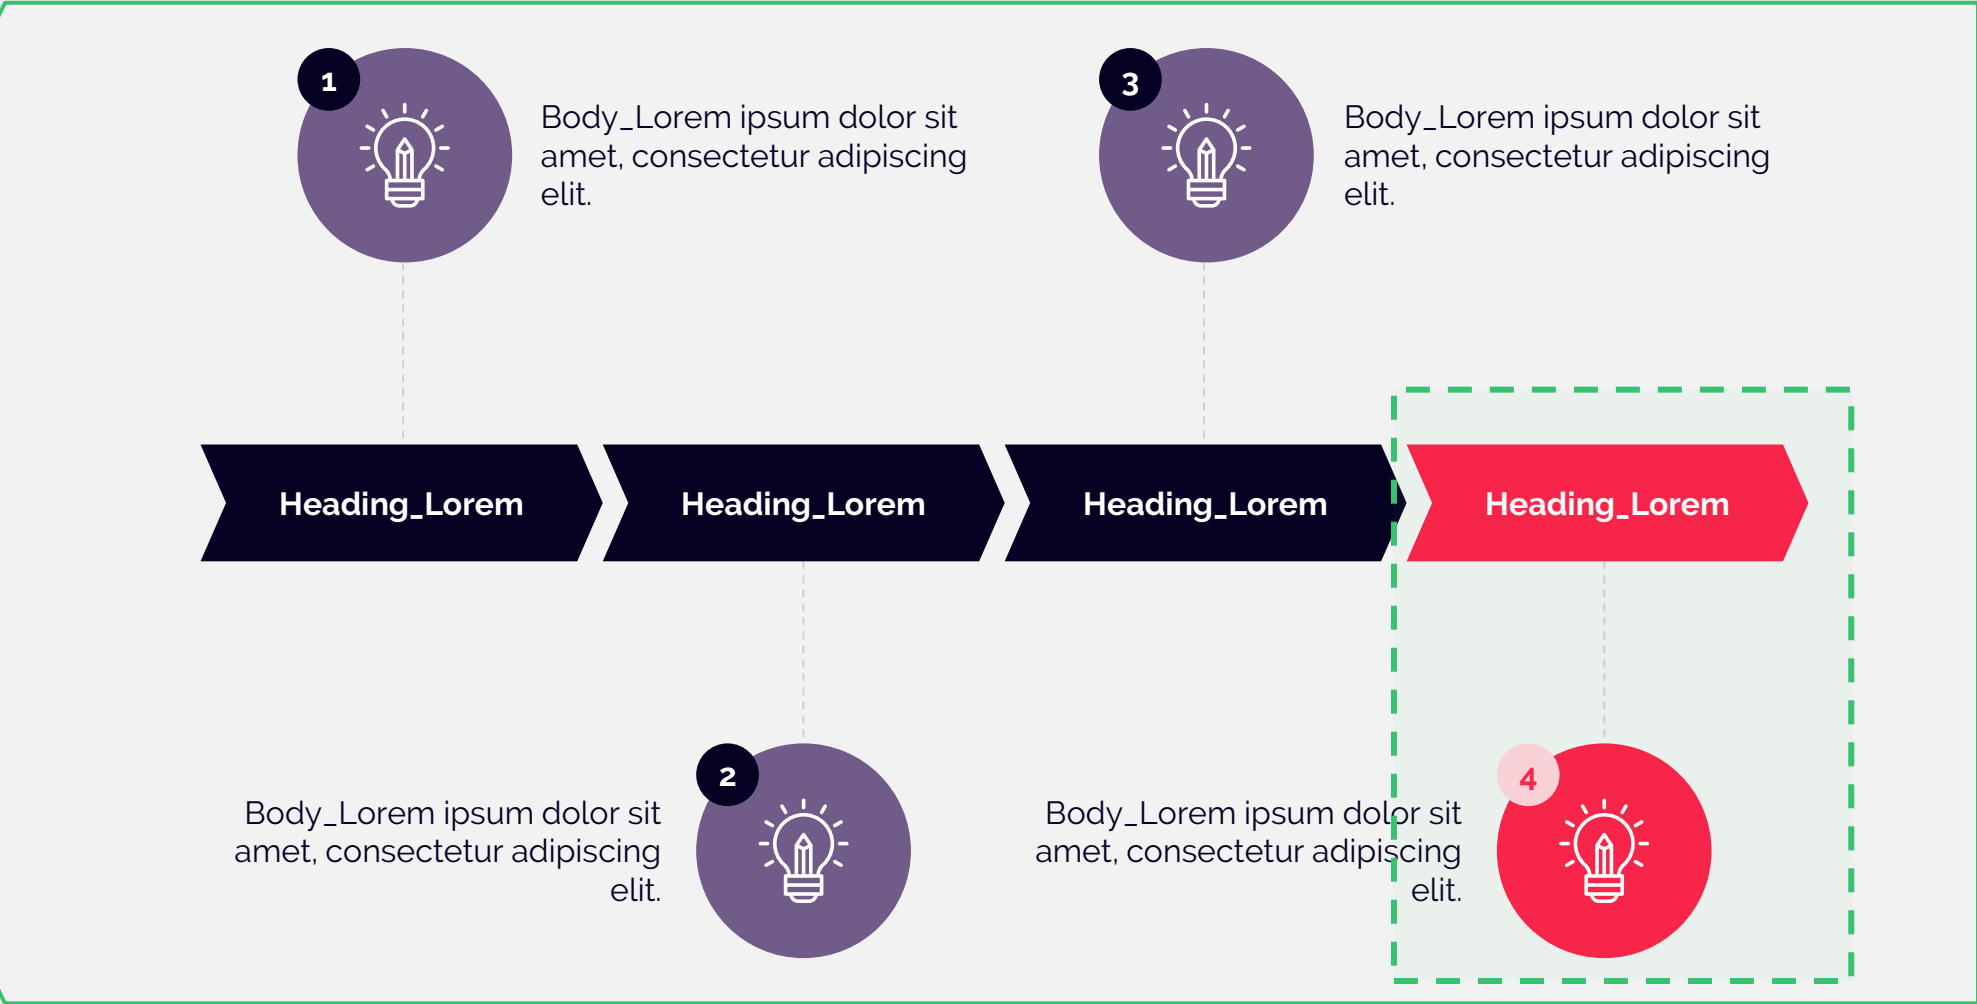 1
Body_Lorem ipsum dolor sit
amet, consectetur adipiscing
elit.
3
Body_Lorem ipsum dolor sit
amet, consectetur adipiscing
elit.
Heading_Lorem
Heading_Lorem
Heading_Lorem
Heading_Lorem
2
Body_Lorem ipsum dolor sit
amet, consectetur adipiscing
elit.
4
Body_Lorem ipsum dolor sit
amet, consectetur adipiscing
elit.